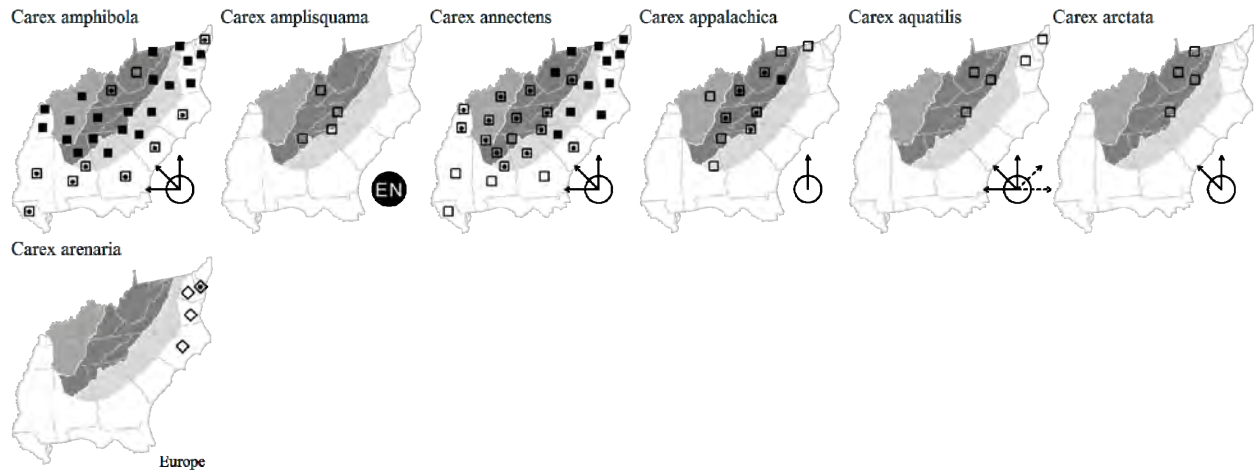 Carex amphibola
Carex amplisquama
Carex annectens
Carex appalachica
Carex aquatilis
Carex arctata
EN
Carex arenaria
Europe